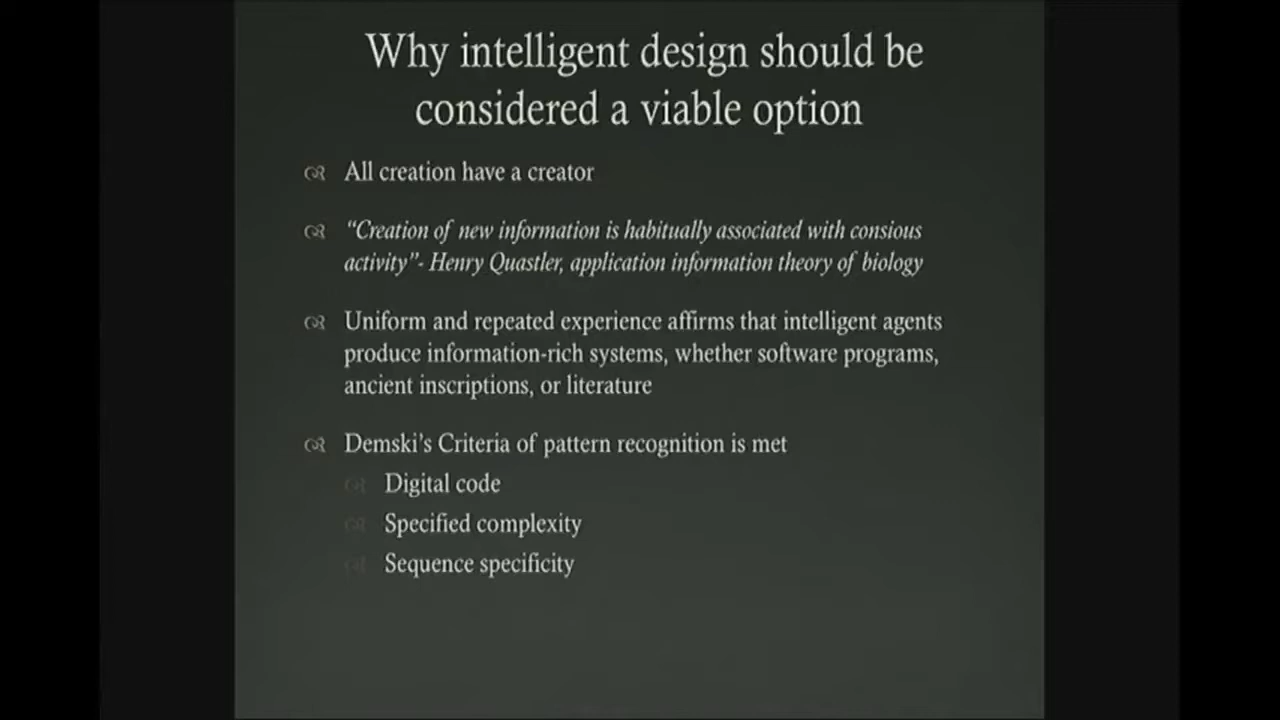 Why intelligent design should be
considered a viable option
All creation have a creator
“Creation of new information is habitually associated with consious
activity”- Henry Quastler, application information theory of biology
Uniform and repeated experience affirms that intelligent agents
produce information-rich systems, whether software programs,
ancient inscriptions, or literature
Demski’s Criteria of pattern recognition is met
Digital code
Specified complexity
Sequence specificity